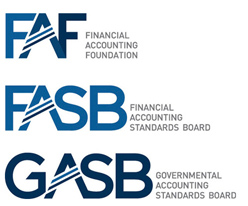 FAF
FINANCIAL
ACCOUNTING
FOUNDATION
FASB
FINANCIAL
ACCOUNTING
STANDARDS BOARD
GASB
GOVERNMENTAL
ACCOUNTING
STANDARDS BOARD